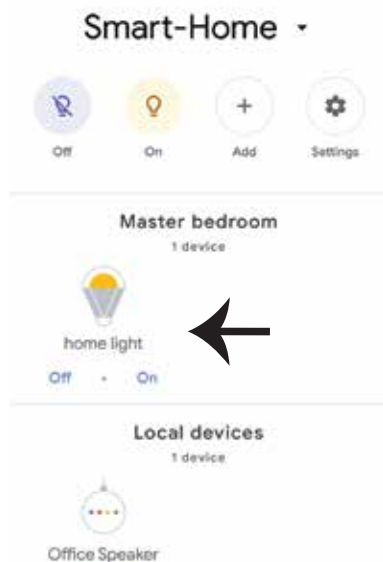 Smart-Home
Off On Add Settings
Master bedroom
1 device
home light
Off • On
Local devices
1 device
Office Speaker